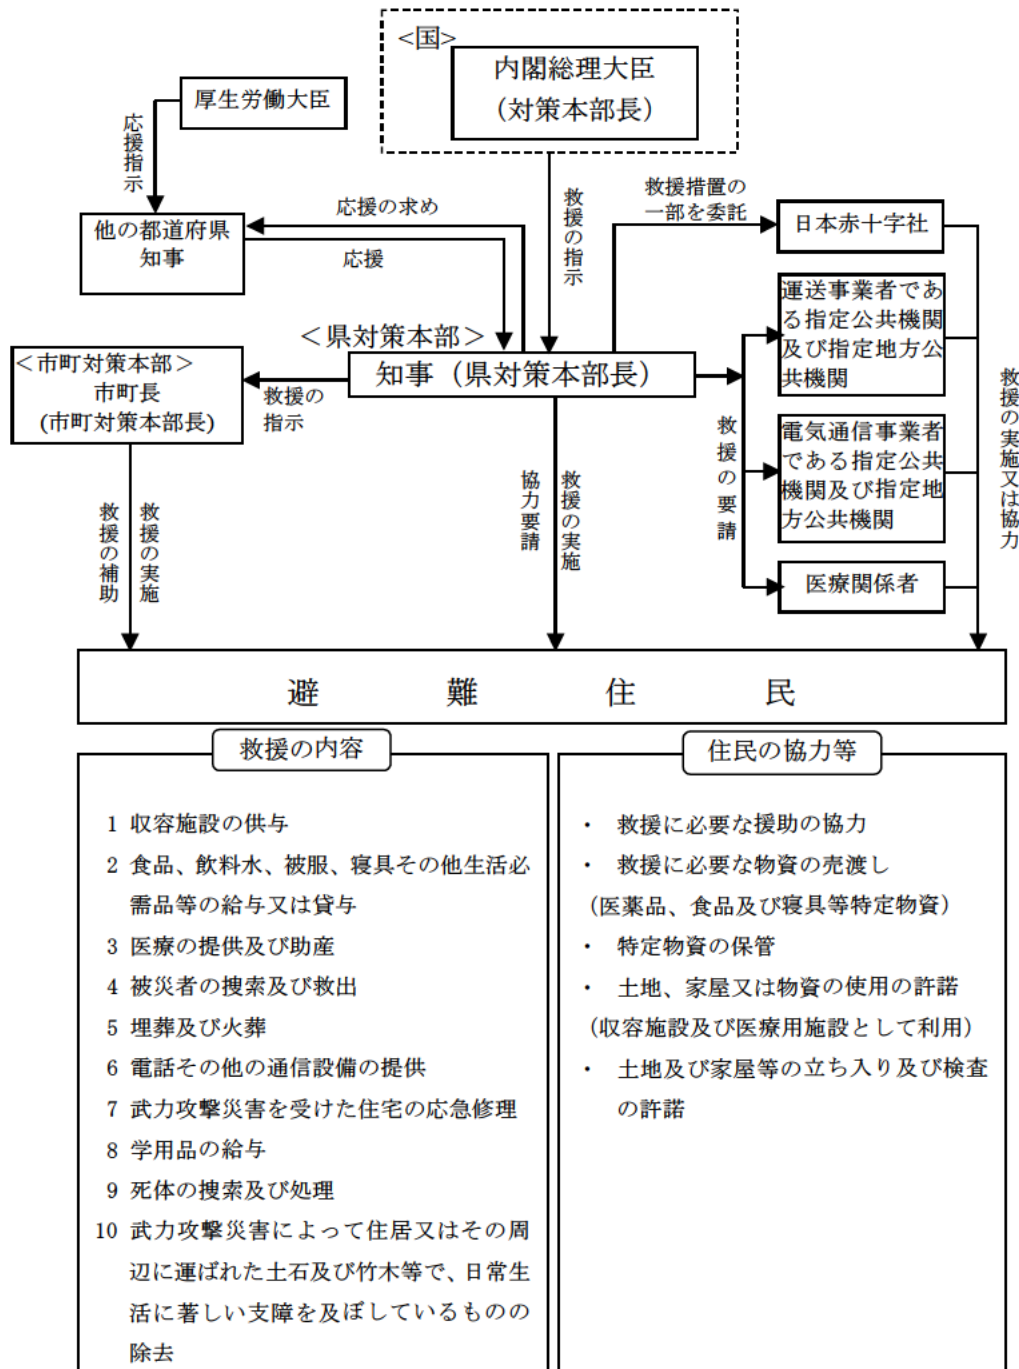 <国>
内閣総理大臣
（対策本部長）
厚生労働大臣
応援指示
他の都道府県
知事
応援の求め
応援
救援の指示
救援措置の
一部を委託
日本赤十字社
運送事業者であ
る指定公共機関
及び指定地方公
共機関
電気通信事業者
である指定公共
機関及び指定地
方公共機関
医療関係者
救援の要請
救援の実施又は協力
＜県対策本部＞
知事（県対策本部長）
救援の
指示
＜市町対策本部＞
市町長
(市町対策本部長)
救援の補助
救援の実施
協力要請
救援の実施
避難住民
救援の内容
1 収容施設の供与
2 食品、飲料水、被服、寝具その他生活必
需品等の給与又は貸与
3 医療の提供及び助産
4 被災者の捜索及び救出
5 埋葬及び火葬
6 電話その他の通信設備の提供
7 武力攻撃災害を受けた住宅の応急修理
8 学用品の給与
9 死体の捜索及び処理
10 武力攻撃災害によって住居又はその周
辺に運ばれた土石及び竹木等で、日常生
活に著しい支障を及ぼしているものの
除去
住民の協力等
・ 救援に必要な援助の協力
・ 救援に必要な物資の売渡し
（医薬品、食品及び寝具等特定物資）
・ 特定物資の保管
・ 土地、家屋又は物資の使用の許諾
（収容施設及び医療用施設として利用）
・ 土地及び家屋等の立ち入り及び検査
の許諾